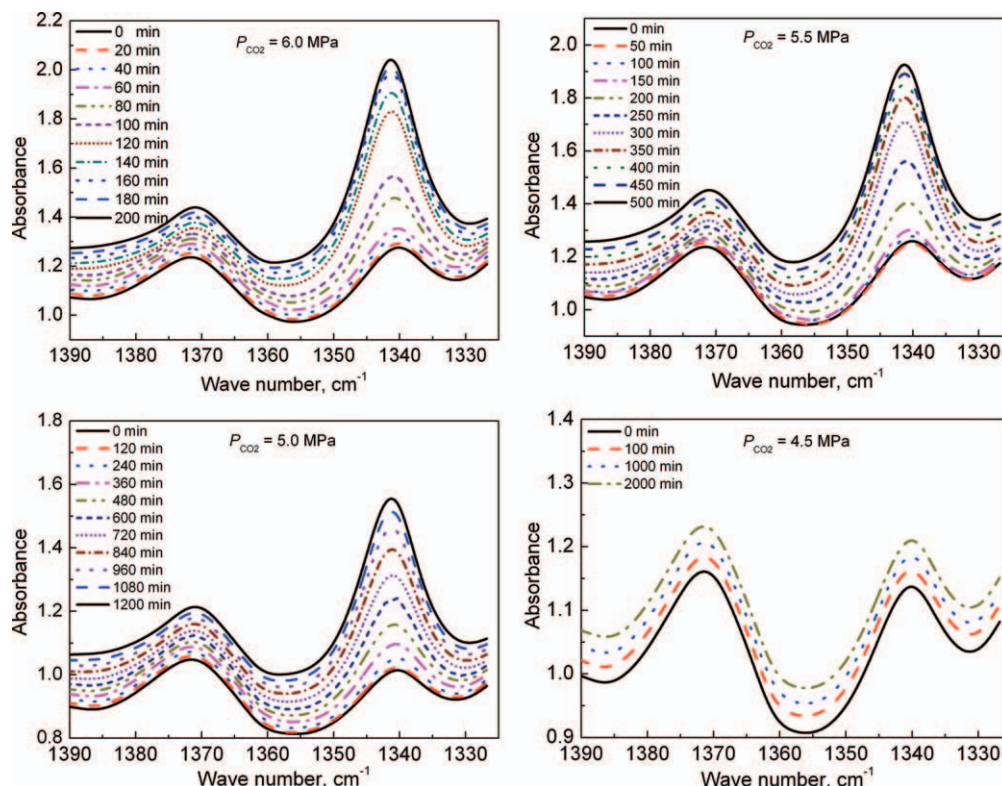 2.2
2.0
1.8
1.6
1.4
1.2
1.0
Absorbance
0 min
20 min
40 min
60 min
80 min
100 min
120 min
140 min
160 min
180 min
200 min
PCO2 = 6.0 MPa
1390 1380 1370 1360 1350 1340 1330
Wave number, cm-1
2.0
1.8
1.6
1.4
1.2
1.0
Absorbance
0 min
50 min
100 min
150 min
200 min
250 min
300 min
350 min
400 min
450 min
500 min
PCO2 = 5.5 MPa
1390 1380 1370 1360 1350 1340 1330
Wave number, cm-1
1.8
1.6
1.4
1.2
1.0
0.8
Absorbance
0 min
120 min
240 min
360 min
480 min
600 min
720 min
840 min
960 min
1080 min
1200 min
PCO2 = 5.0 MPa
1390 1380 1370 1360 1350 1340 1330
Wave number, cm-1
1.4
1.3
1.2
1.1
1.0
0.9
Absorbance
0 min
100 min
1000 min
2000 min
PCO2 = 4.5 MPa
1390 1380 1370 1360 1350 1340 1330
Wave number, cm-1